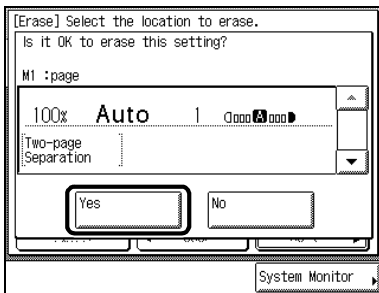 [Erase] Select the location to erase.
Is it OK to erase this setting?
M1 :page
100% Auto 1 A
Two-page
Separation
Yes No
System Monitor